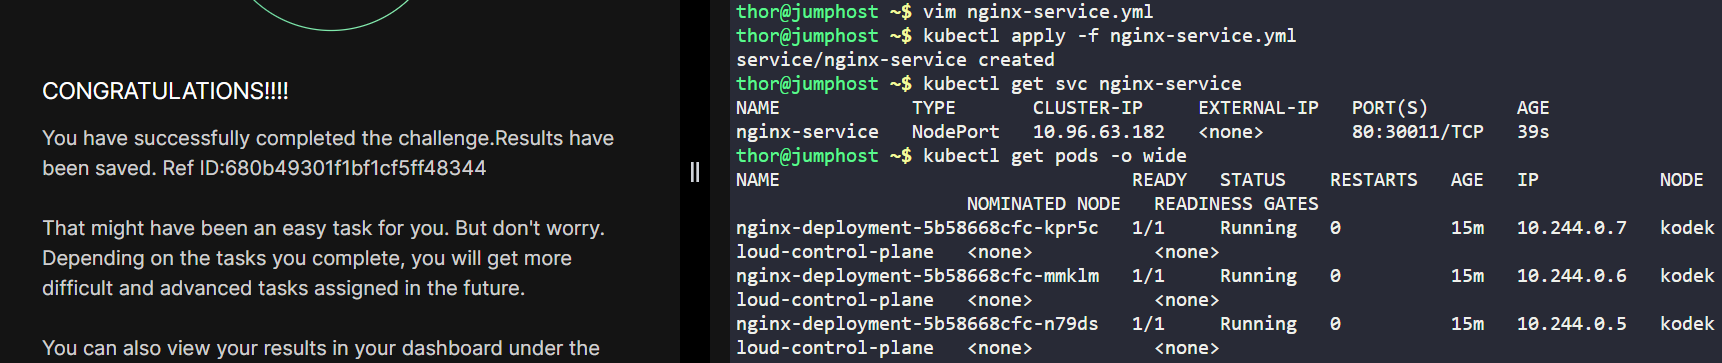 CONGRATULATIONS!!!!
You have successfully completed the challenge.Results have
been saved. Ref ID:680b49301f1bf1cf5ff48344
That might have been an easy task for you. But don't worry.
Depending on the tasks you complete, you will get more
difficult and advanced tasks assigned in the future.
You can also view your results in your dashboard under the
thor@jumphost ~$ vim nginx-service.yml
thor@jumphost ~$ kubectl apply -f nginx-service.yml
service/nginx-service created
thor@jumphost ~$ kubectl get svc nginx-service
NAME            TYPE       CLUSTER-IP     EXTERNAL-IP   PORT(S)        AGE
nginx-service   NodePort   10.96.63.182   <none>        80:30011/TCP   39s
thor@jumphost ~$ kubectl get pods -o wide
NAME                                READY   STATUS    RESTARTS   AGE   IP           NODE
                     NOMINATED NODE   READINESS GATES
nginx-deployment-5b58668cfc-kpr5c   1/1     Running   0          15m   10.244.0.7   kodek
loud-control-plane   <none>           <none>
nginx-deployment-5b58668cfc-mmklm   1/1     Running   0          15m   10.244.0.6   kodek
loud-control-plane   <none>           <none>
nginx-deployment-5b58668cfc-n79ds   1/1     Running   0          15m   10.244.0.5   kodek
loud-control-plane   <none>           <none>